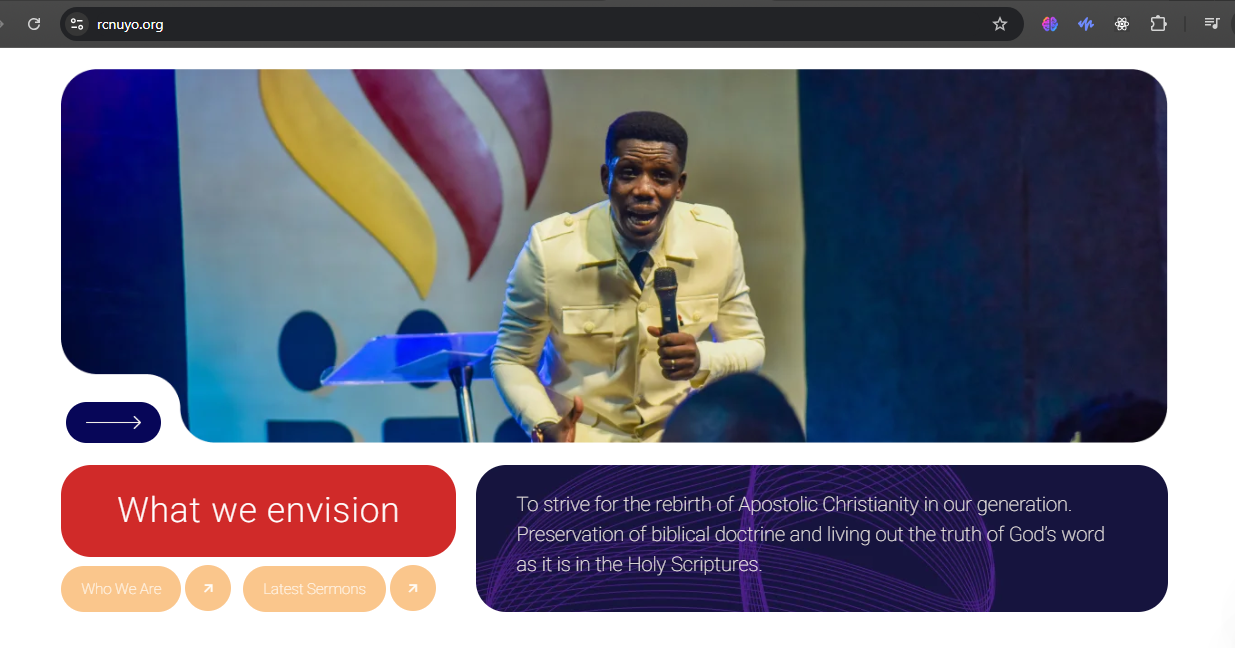 rcnuyo.org
What we envision
To strive for the rebirth of Apostolic Christianity in our generation.
Preservation of biblical doctrine and living out the truth of God's word
as it is in the Holy Scriptures.
Who We Are
Latest Sermons